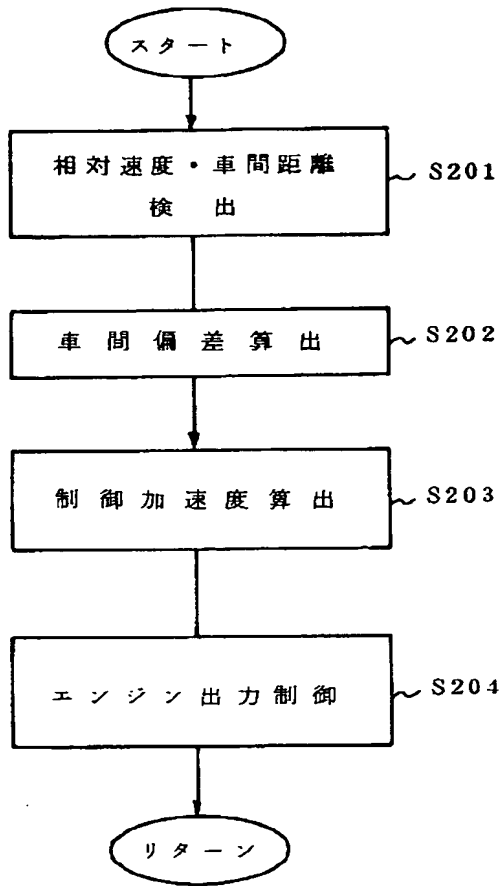 スタート
相対速度・車間距離
検出
S201
車間偏差算出
S202
制御加速度算出
S203
エンジン出力制御
S204
リターン